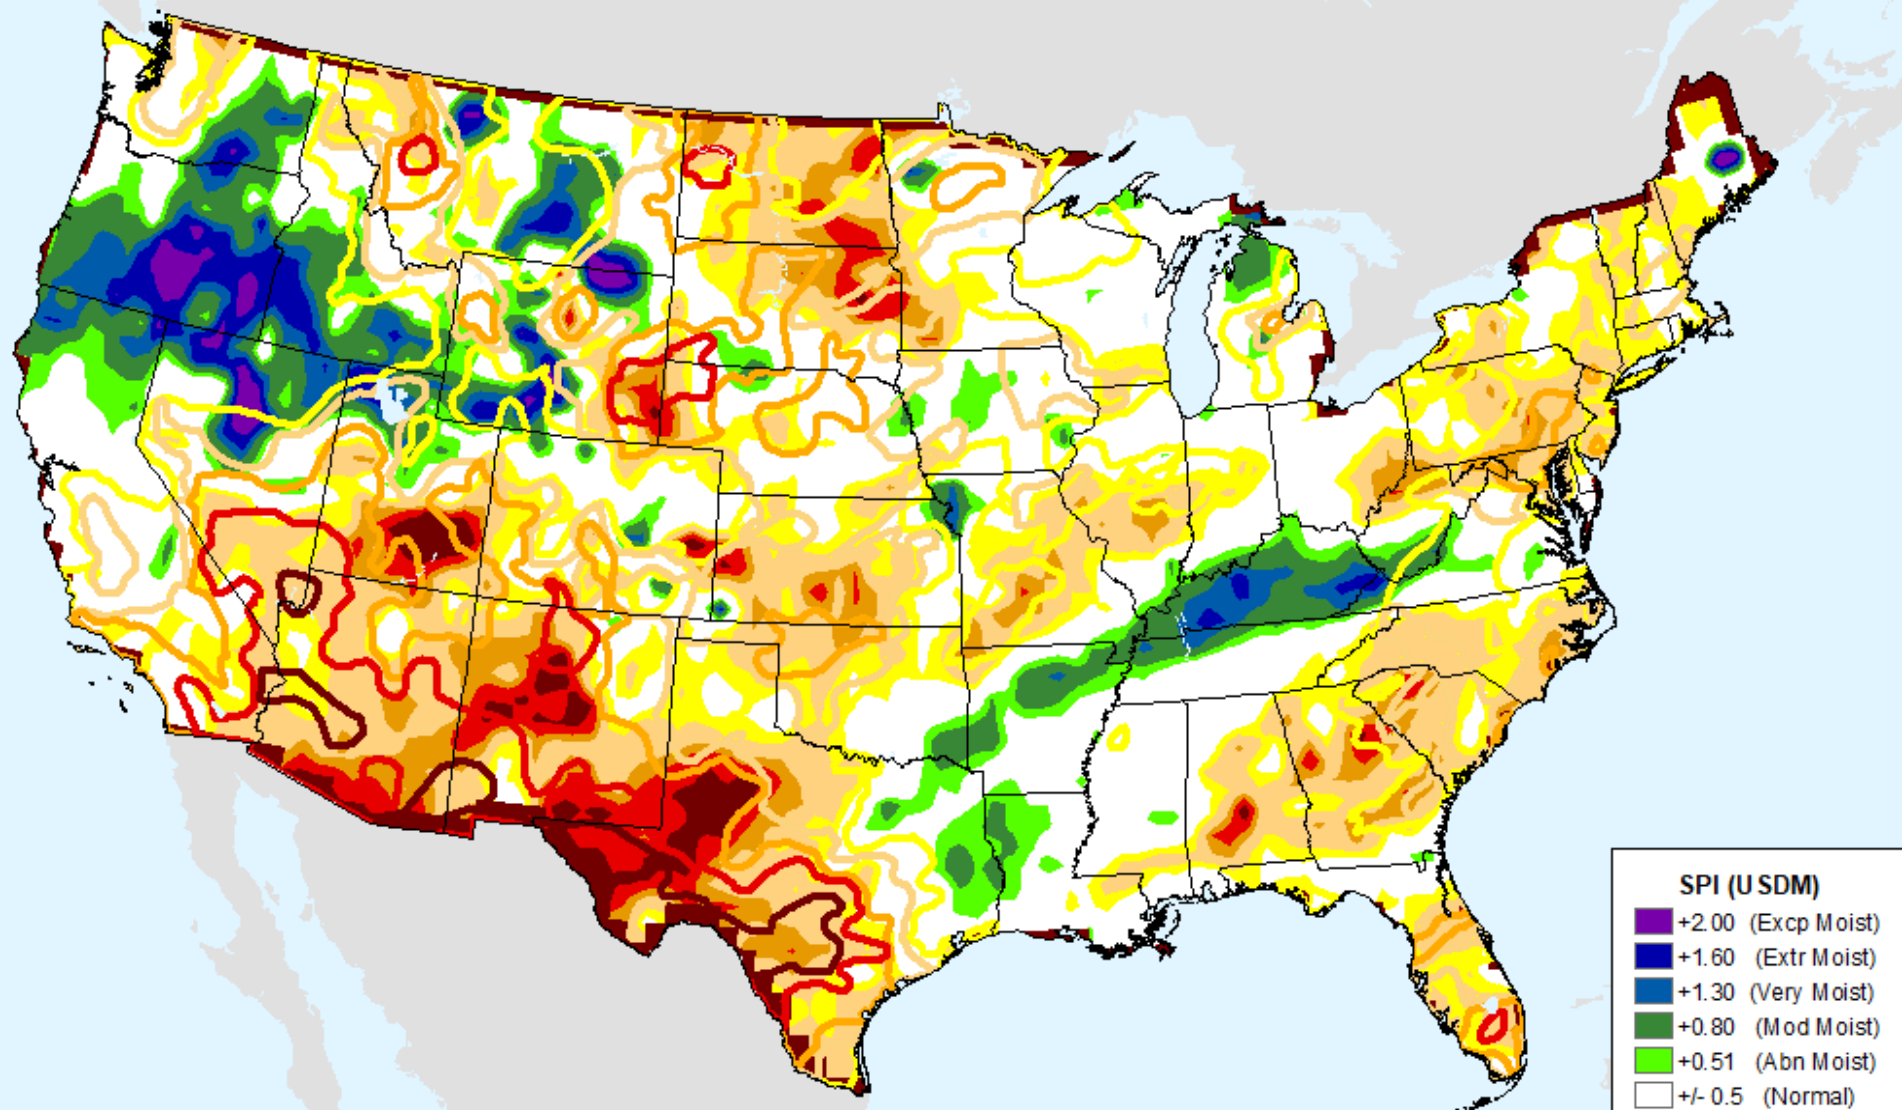 SPI (USDM)
+2.00 (Excp Moist)
+1.60 (Extr Moist)
+1.30 (Very Moist)
+0.80 (Mod Moist)
+0.51 (Abn Moist)
+/- 0.5 (Normal)